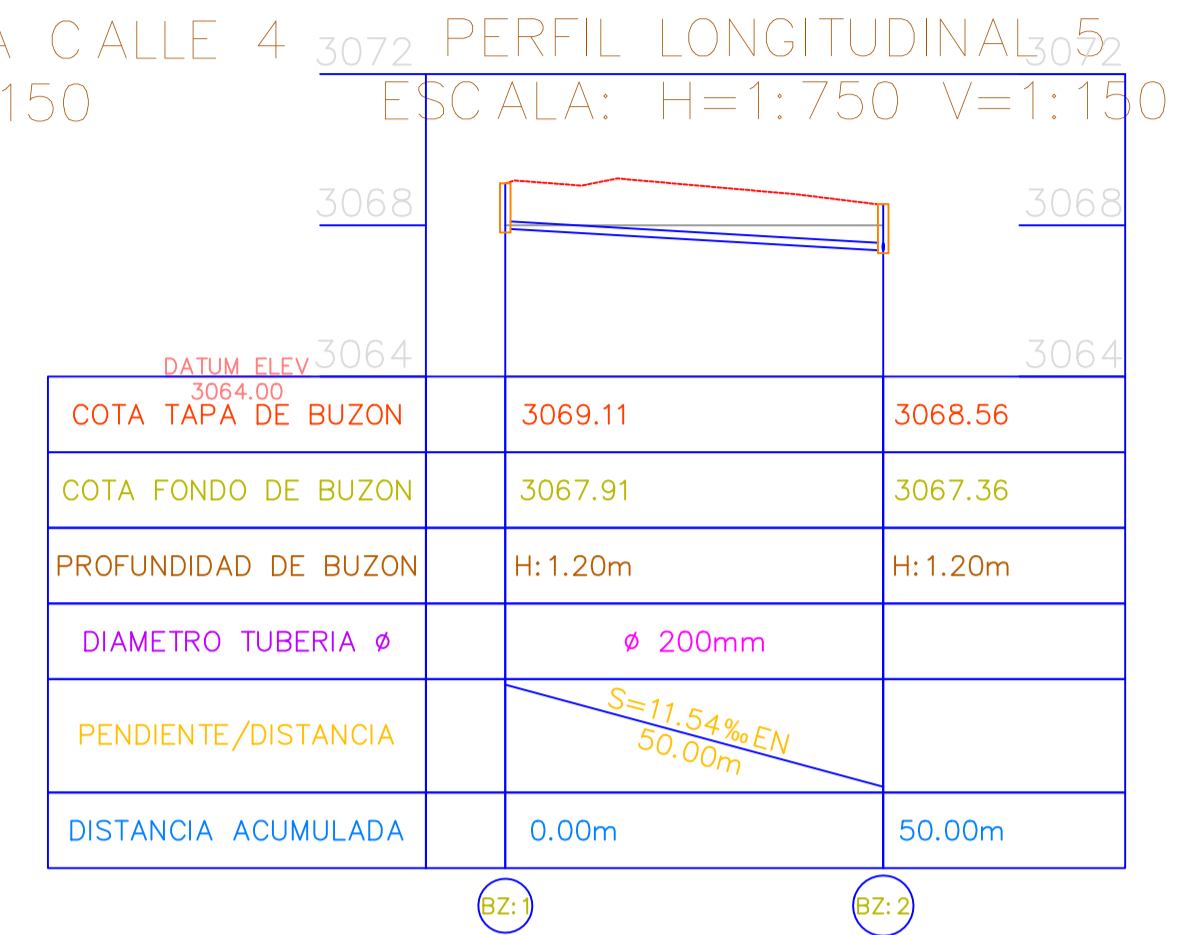 A CALLE 4
150
PERFIL LONGITUDINAL 5
ESCALA: H=1:750 V=1:150
3072 3072
3068 3068
3064 3064
DATUM ELEV
3064.00
COTA TAPA DE BUZON 3069.11 3068.56
COTA FONDO DE BUZON 3067.91 3067.36
PROFUNDIDAD DE BUZON H:1.20m H:1.20m
DIAMETRO TUBERIA ø ø 200mm
PENDIENTE/DISTANCIA S=11.54‰ EN
50.00m
DISTANCIA ACUMULADA 0.00m 50.00m
BZ:1 BZ:2